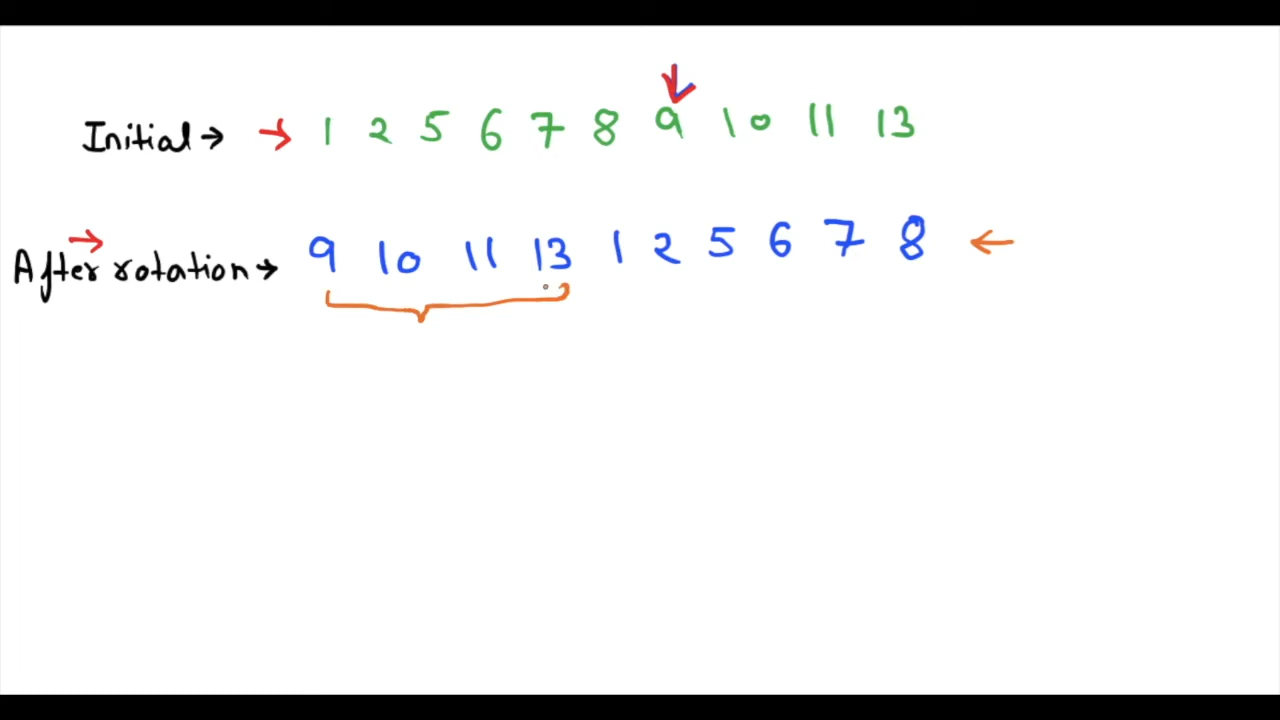 Initial → → 1 2 5 6 7 8 9 10 11 13
After rotation → 9 10 11 13 1 2 5 6 7 8 ←